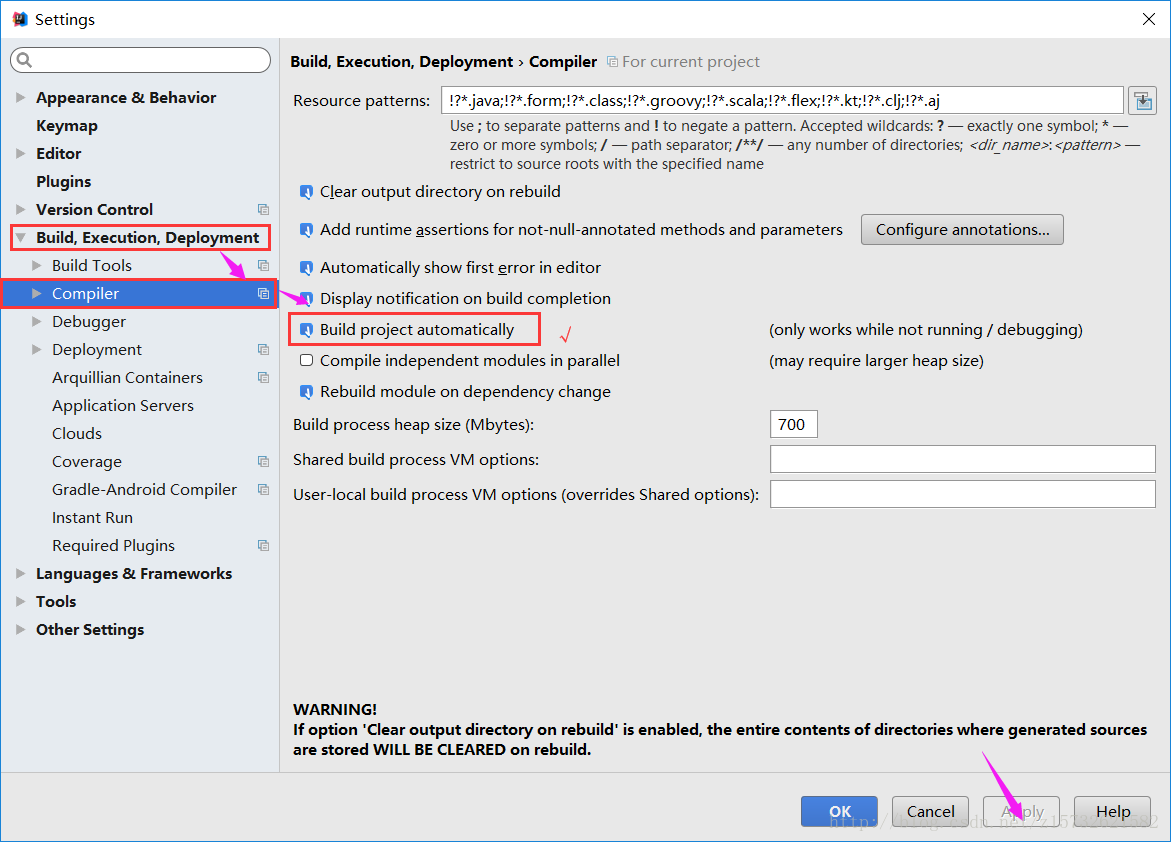 Settings
Build, Execution, Deployment › Compiler For current project
Appearance & Behavior
Keymap
Editor
Plugins
Version Control
Build, Execution, Deployment
Build Tools
Compiler
Debugger
Deployment
Arquillian Containers
Application Servers
Clouds
Coverage
Gradle-Android Compiler
Instant Run
Required Plugins
Languages & Frameworks
Tools
Other Settings
Resource patterns: !?*.java;!?*.form;!?*.class;!?*.groovy;!?*.scala;!?*.flex;!?*.kt;!?*.clj;!?*.aj
Use ; to separate patterns and ! to negate a pattern. Accepted wildcards: ? — exactly one symbol; * —
zero or more symbols; / — path separator; /**/ — any number of directories; <dir_name>:<pattern> —
restrict to source roots with the specified name
Clear output directory on rebuild
Add runtime assertions for not-null-annotated methods and parameters Configure annotations...
Automatically show first error in editor
Display notification on build completion
Build project automatically √ (only works while not running / debugging)
Compile independent modules in parallel (may require larger heap size)
Rebuild module on dependency change
Build process heap size (Mbytes): 700
Shared build process VM options:
User-local build process VM options (overrides Shared options):
WARNING!
If option 'Clear output directory on rebuild' is enabled, the entire contents of directories where generated sources
are stored WILL BE CLEARED on rebuild.
OK Cancel Apply Help